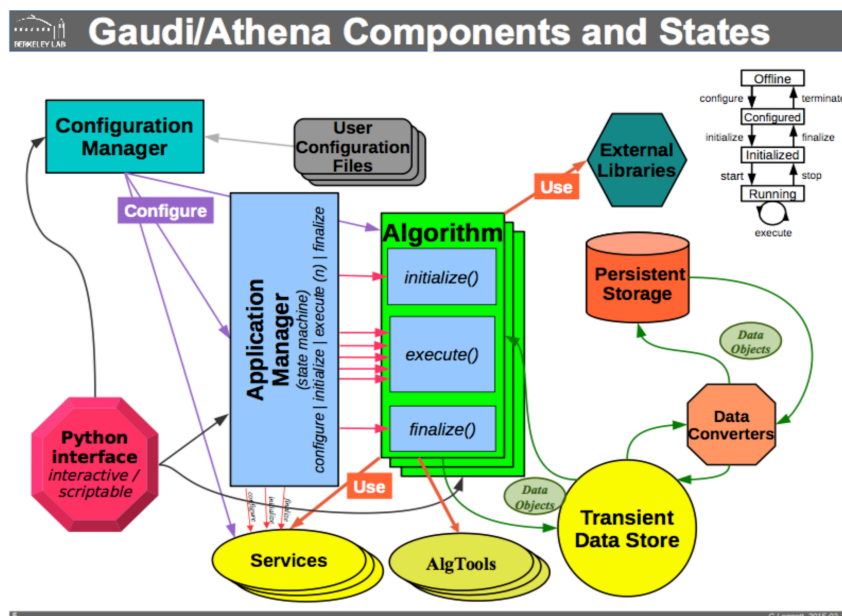 BERKELEY LAB
Gaudi/Athena Components and States
Configuration
Manager
User
Configuration
Files
External
Libraries
Offline
configure
terminate
Configured
initialize
finalize
Initialized
start
stop
Running
execute
Configure
Use
Algorithm
initialize()
execute()
finalize()
Application
Manager
(state machine)
configure | initialize | execute (n) | finalize
Persistent
Storage
Data
Objects
Data
Converters
Python
interface
interactive /
scriptable
Use
Data
Objects
Transient
Data Store
configure
initialize
finalize
Services
AlgTools